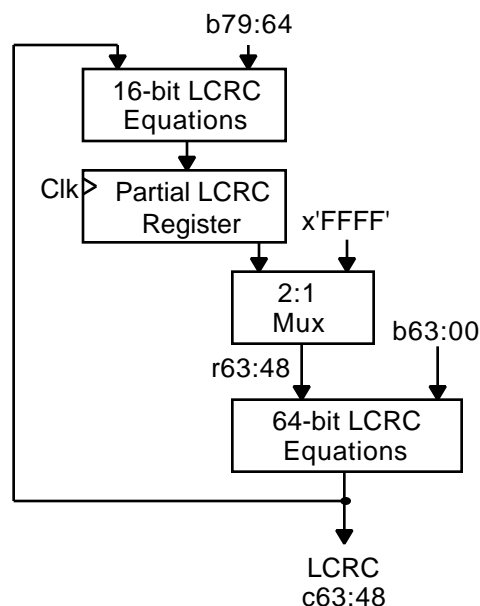 b79:64
16-bit LCRC
Equations
Clk
Partial LCRC
Register
x'FFFF'
2:1
Mux
b63:00
r63:48
64-bit LCRC
Equations
LCRC
c63:48